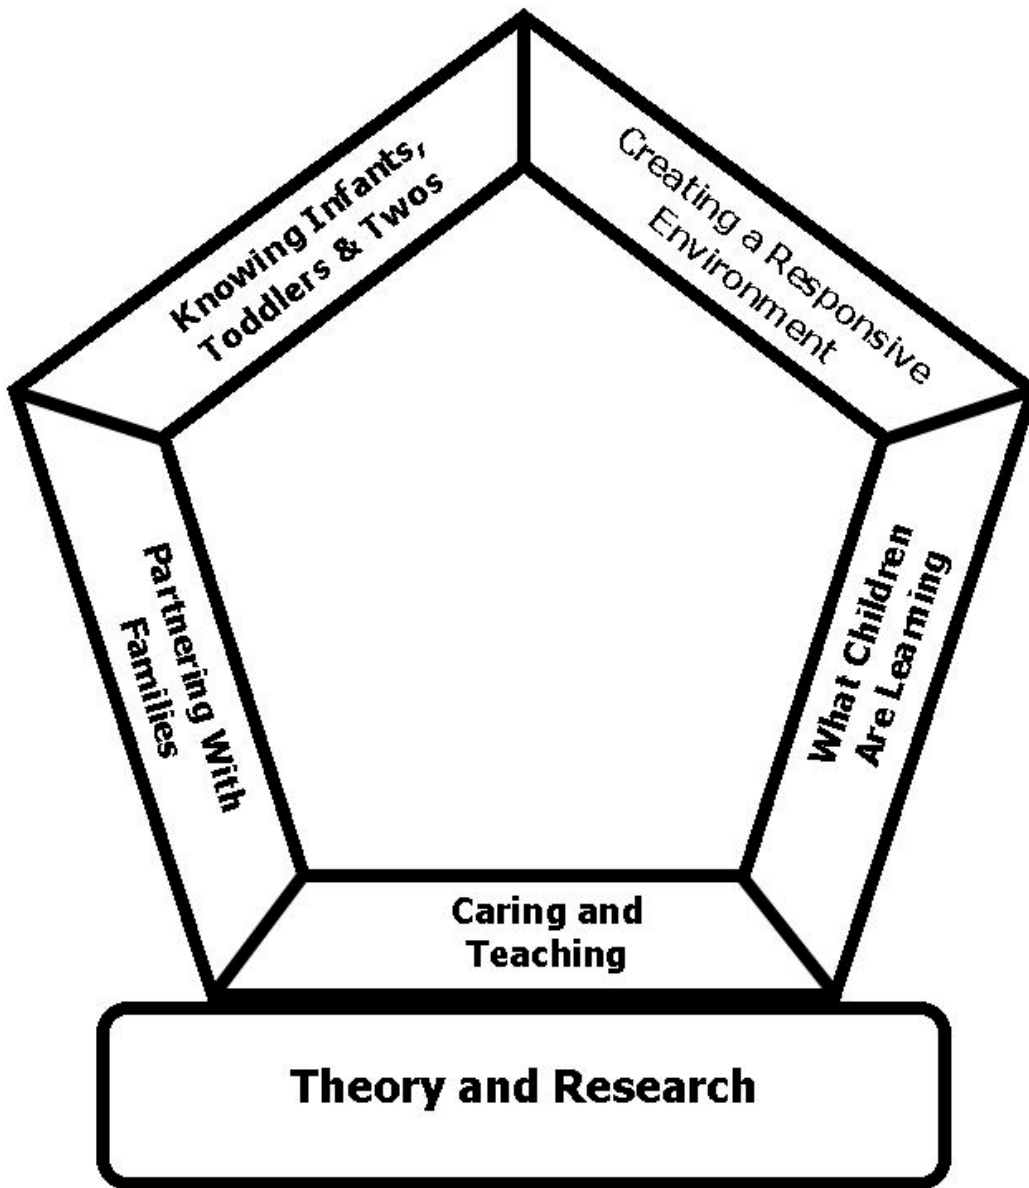 Knowing Infants,
Toddlers & Twos
Creating a Responsive
Environment
What Children
Are Learning
Caring and
Teaching
Partnering With
Families
Theory and Research